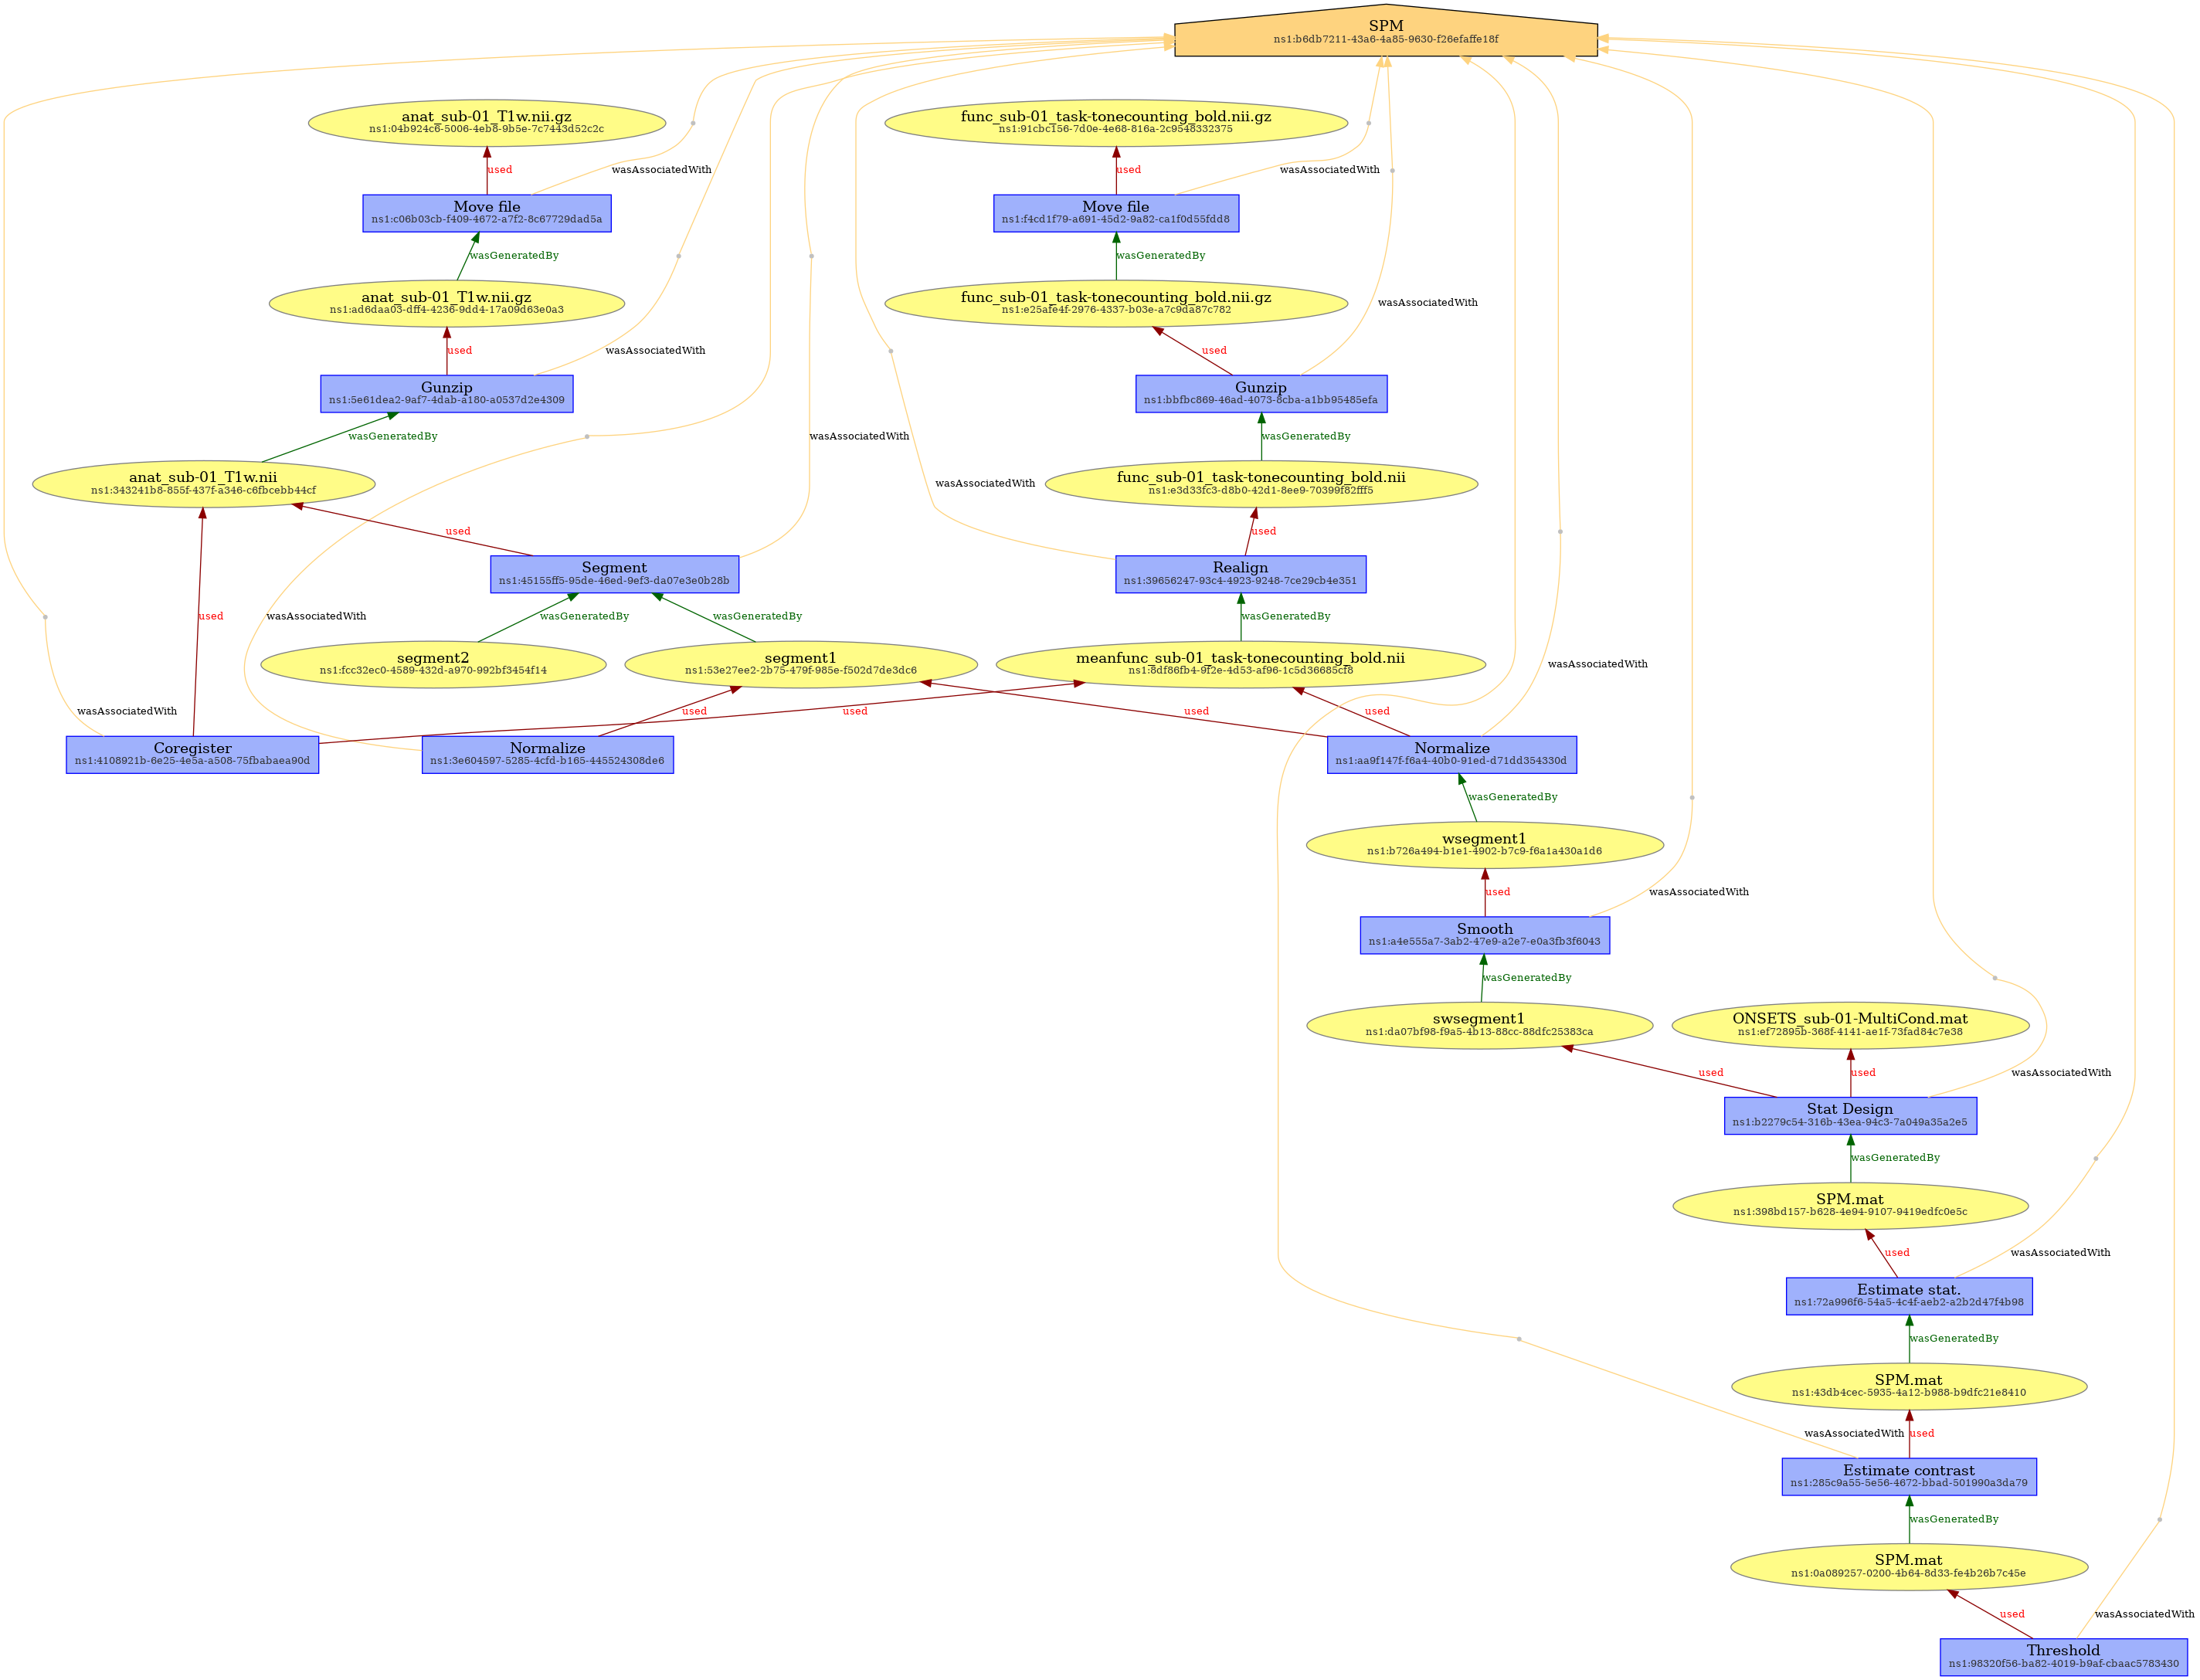 SPM
ns1:b6db7211-43a6-4a85-9630-f26efaffe18f
anat_sub-01_T1w.nii.gz
ns1:04b924c6-5006-4eb8-9b5e-7c7443d52c2c
func_sub-01_task-tonecounting_bold.nii.gz
ns1:91cbc156-7d0e-4e68-816a-2c9548332375
used
wasAssociatedWith
used
wasAssociatedWith
Move file
ns1:c06b03cb-f409-4672-a7f2-8c67729dad5a
Move file
ns1:f4cd1f79-a691-45d2-9a82-ca1f0d55fdd8
wasGeneratedBy
wasGeneratedBy
anat_sub-01_T1w.nii.gz
ns1:ad6daa03-dff4-4236-9dd4-17a09d63e0a3
func_sub-01_task-tonecounting_bold.nii.gz
ns1:e25afe4f-2976-4337-b03e-a7c9da87c782
wasAssociatedWith
used
wasAssociatedWith
used
Gunzip
ns1:5e61dea2-9af7-4dab-a180-a0537d2e4309
Gunzip
ns1:bbfbc869-46ad-4073-8cba-a1bb95485efa
wasGeneratedBy
wasAssociatedWith
wasGeneratedBy
anat_sub-01_T1w.nii
ns1:343241b8-855f-437f-a346-c6fbcebb44cf
wasAssociatedWith
func_sub-01_task-tonecounting_bold.nii
ns1:e3d33fc3-d8b0-42d1-8ee9-70399f82fff5
used
used
Segment
ns1:45155ff5-95de-46ed-9ef3-da07e3e0b28b
Realign
ns1:39656247-93c4-4923-9248-7ce29cb4e351
used
wasAssociatedWith
wasGeneratedBy
wasGeneratedBy
wasGeneratedBy
segment2
ns1:fcc32ec0-4589-432d-a970-992bf3454f14
segment1
ns1:53e27ee2-2b75-479f-985e-f502d7de3dc6
meanfunc_sub-01_task-tonecounting_bold.nii
ns1:8df86fb4-9f2e-4d53-af96-1c5d36685cf8
wasAssociatedWith
wasAssociatedWith
used
used
used
used
Coregister
ns1:4108921b-6e25-4e5a-a508-75fbabaea90d
Normalize
ns1:3e604597-5285-4cfd-b165-445524308de6
Normalize
ns1:aa9f147f-f6a4-40b0-91ed-d71dd354330d
wasGeneratedBy
wsegment1
ns1:b726a494-b1e1-4902-b7c9-f6a1a430a1d6
used
wasAssociatedWith
Smooth
ns1:a4e555a7-3ab2-47e9-a2e7-e0a3fb3f6043
wasGeneratedBy
swsegment1
ns1:da07bf98-f9a5-4b13-88cc-88dfc25383ca
ONSETS_sub-01-MultiCond.mat
ns1:ef72895b-368f-4141-ae1f-73fad84c7e38
used
used
wasAssociatedWith
Stat Design
ns1:b2279c54-316b-43ea-94c3-7a049a35a2e5
wasGeneratedBy
SPM.mat
ns1:398bd157-b628-4e94-9107-9419edfc0e5c
used
wasAssociatedWith
Estimate stat.
ns1:72a996f6-54a5-4c4f-aeb2-a2b2d47f4b98
wasGeneratedBy
SPM.mat
ns1:43db4cec-5935-4a12-b988-b9dfc21e8410
wasAssociatedWith
used
Estimate contrast
ns1:285c9a55-5e56-4672-bbad-501990a3da79
wasGeneratedBy
SPM.mat
ns1:0a089257-0200-4b64-8d33-fe4b26b7c45e
used
wasAssociatedWith
Threshold
ns1:98320f56-ba82-4019-b9af-cbaac5783430